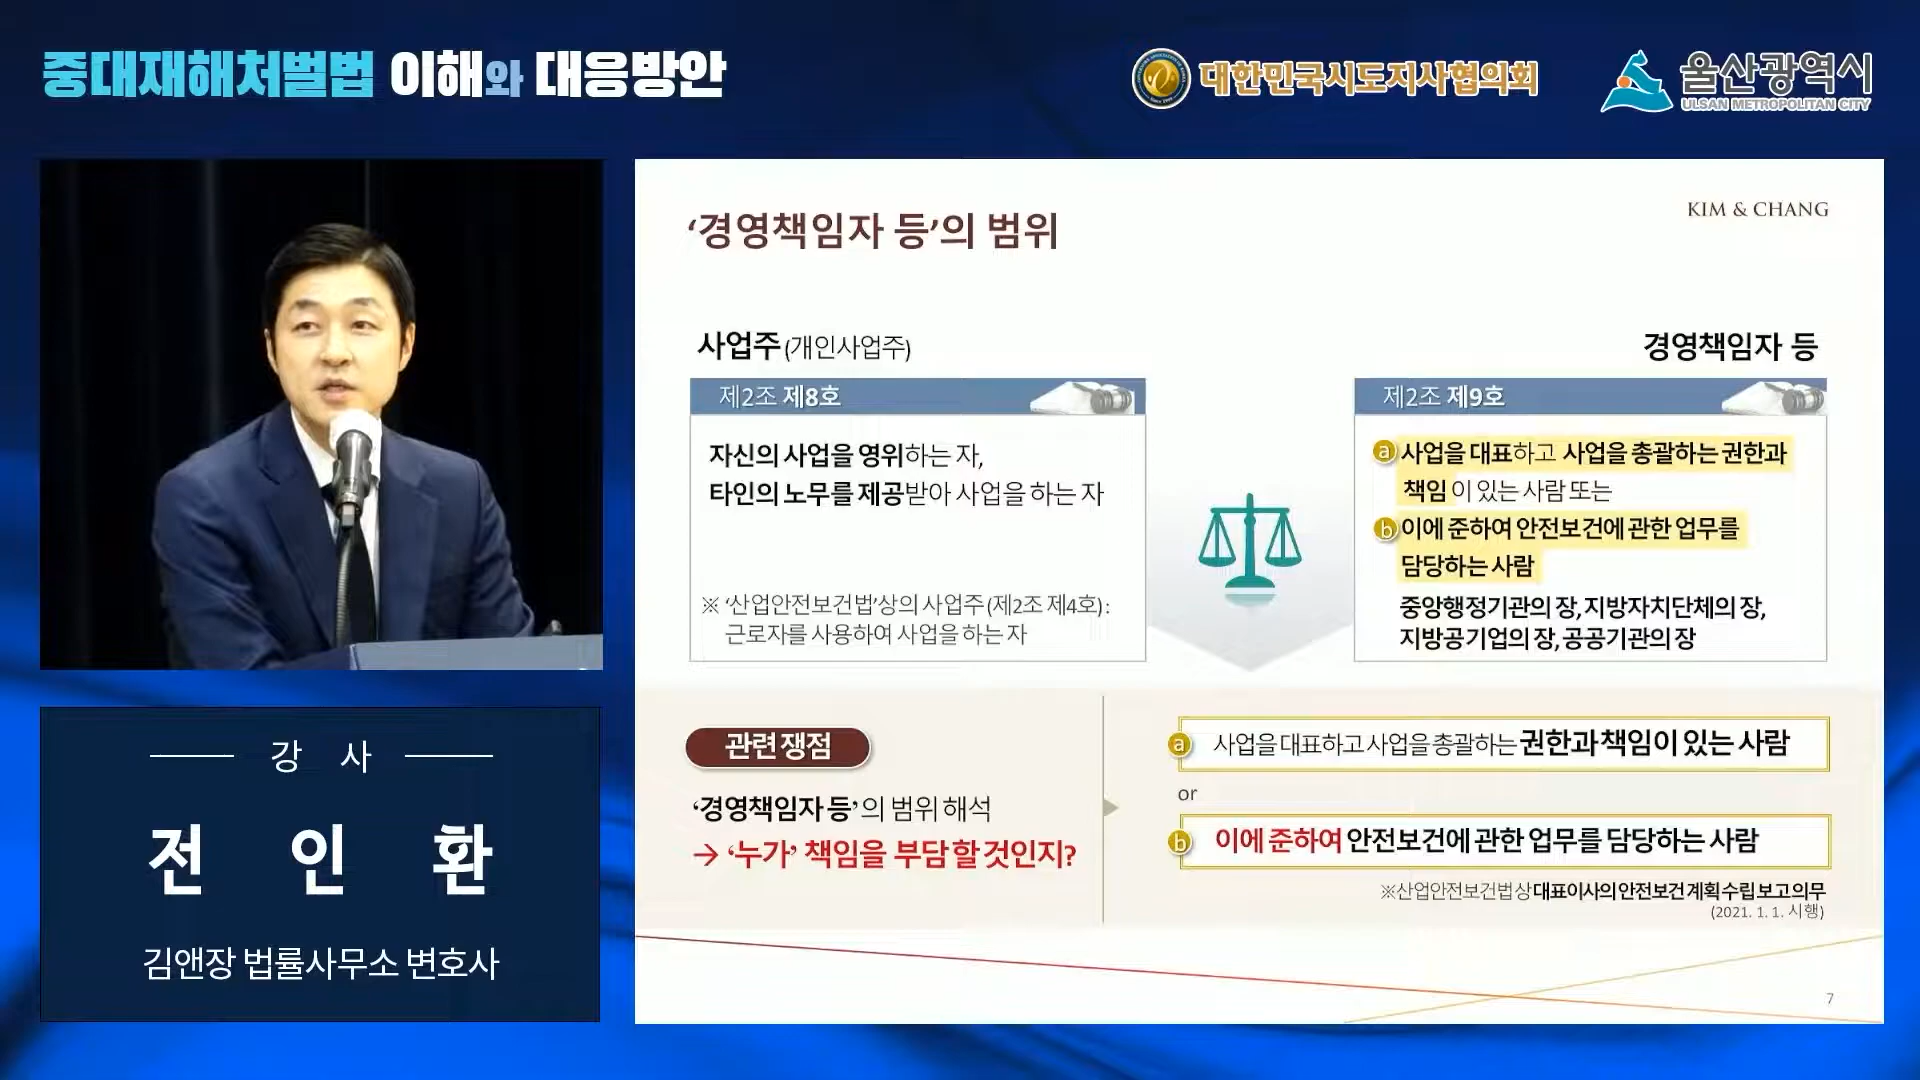 중대재해처벌법 이해와 대응방안
대한민국시도지사협의회
울산광역시
ULSAN METROPOLITAN CITY
강 사
전 인 환
김앤장 법률사무소 변호사
KIM & CHANG
‘경영책임자 등’의 범위
사업주 (개인사업주)
제2조 제8호
자신의 사업을 영위하는 자,
타인의 노무를 제공받아 사업을 하는 자
※ ‘산업안전보건법’상의 사업주 (제2조 제4호) :
근로자를 사용하여 사업을 하는 자
경영책임자 등
제2조 제9호
a 사업을 대표하고 사업을 총괄하는 권한과
책임이 있는 사람 또는
b 이에 준하여 안전보건에 관한 업무를
담당하는 사람
중앙행정기관의 장, 지방자치단체의 장,
지방공기업의 장, 공공기관의 장
관련 쟁점
‘경영책임자 등’의 범위 해석
→ ‘누가’ 책임을 부담할 것인지?
a 사업을 대표하고 사업을 총괄하는 권한과 책임이 있는 사람
or
b 이에 준하여 안전보건에 관한 업무를 담당하는 사람
※ 산업안전보건법상 대표이사의 안전보건 계획 수립 보고 의무
(2021. 1. 1. 시행)
7